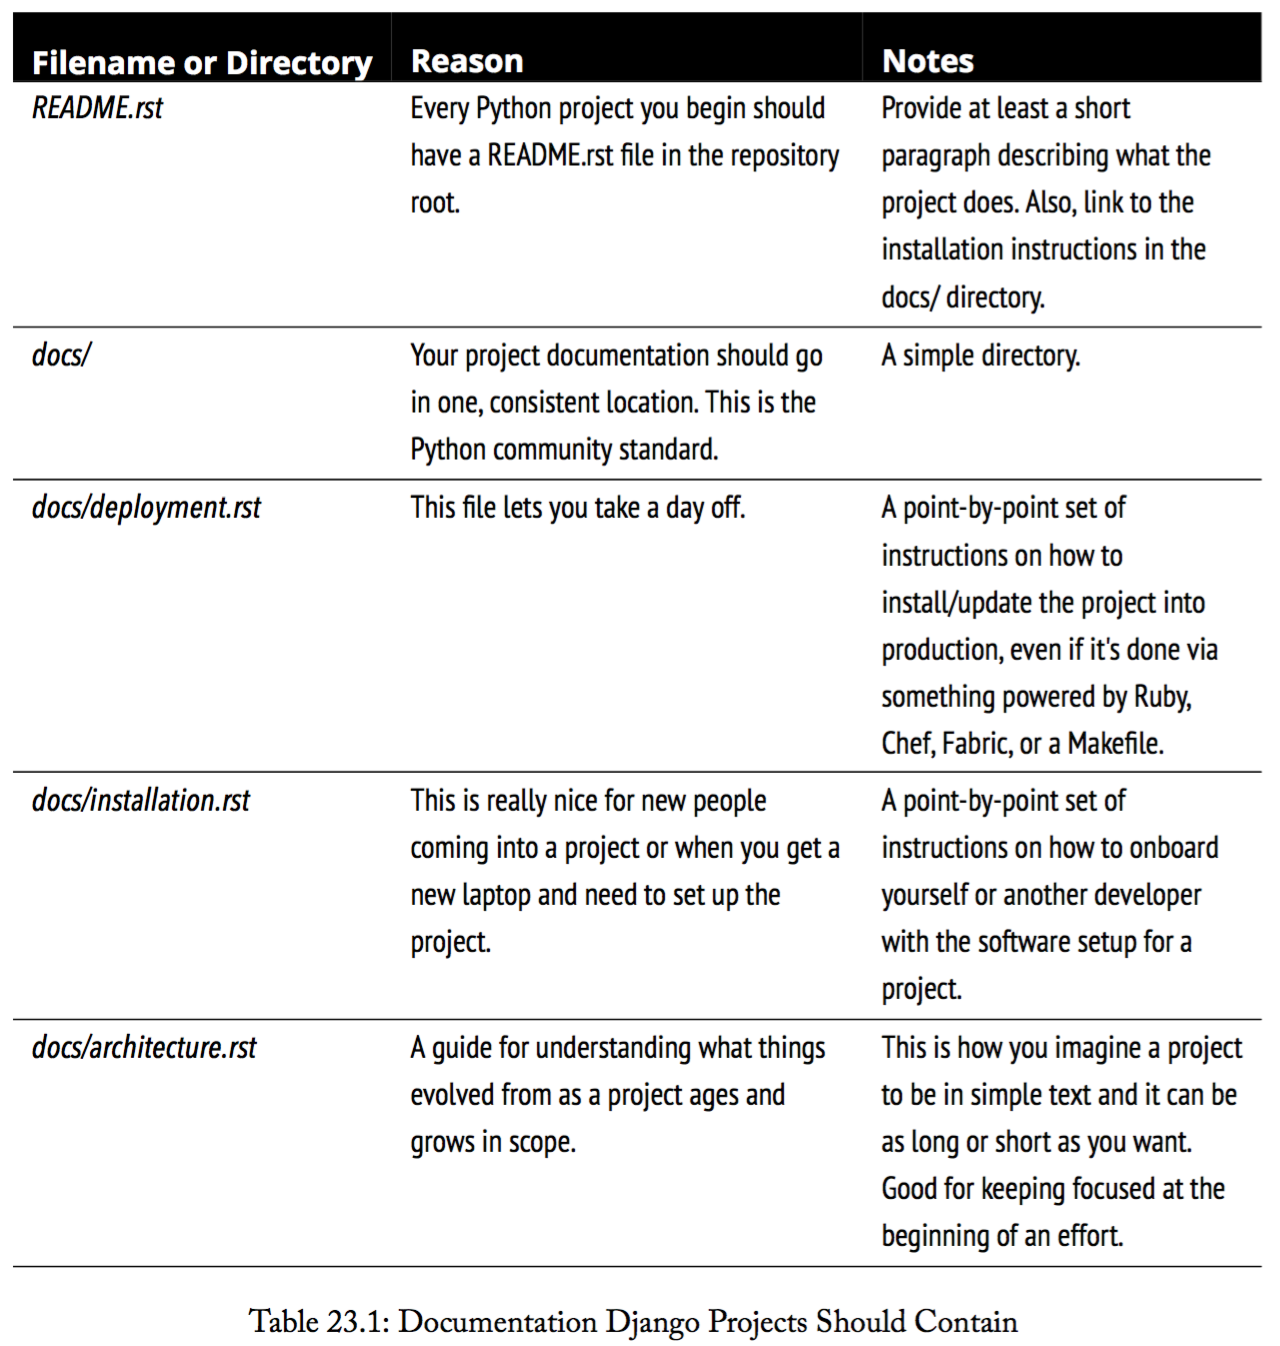 Filename or Directory
Reason
Notes
README.rst
Every Python project you begin should
have a README.rst file in the repository
root.
Provide at least a short
paragraph describing what the
project does. Also, link to the
installation instructions in the
docs/ directory.
docs/
Your project documentation should go
in one, consistent location. This is the
Python community standard.
A simple directory.
docs/deployment.rst
This file lets you take a day off.
A point-by-point set of
instructions on how to
install/update the project into
production, even if it's done via
something powered by Ruby,
Chef, Fabric, or a Makefile.
docs/installation.rst
This is really nice for new people
coming into a project or when you get a
new laptop and need to set up the
project.
A point-by-point set of
instructions on how to onboard
yourself or another developer
with the software setup for a
project.
docs/architecture.rst
A guide for understanding what things
evolved from as a project ages and
grows in scope.
This is how you imagine a project
to be in simple text and it can be
as long or short as you want.
Good for keeping focused at the
beginning of an effort.
Table 23.1: Documentation Django Projects Should Contain